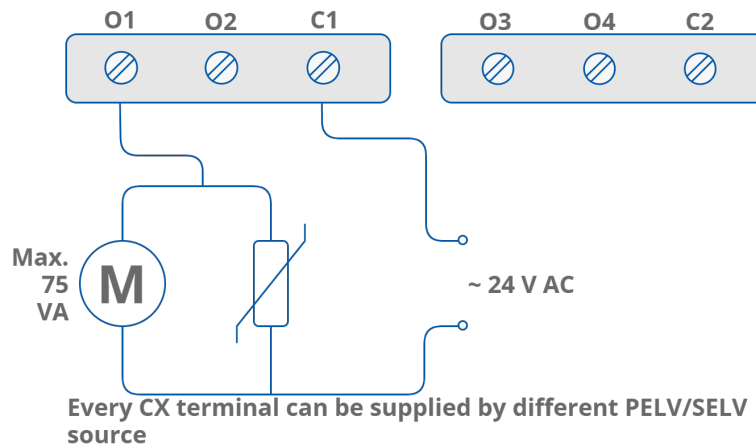 O1 O2 C1 O3 O4 C2
Max.
75
VA
M
~ 24 V AC
Every CX terminal can be supplied by different PELV/SELV
source